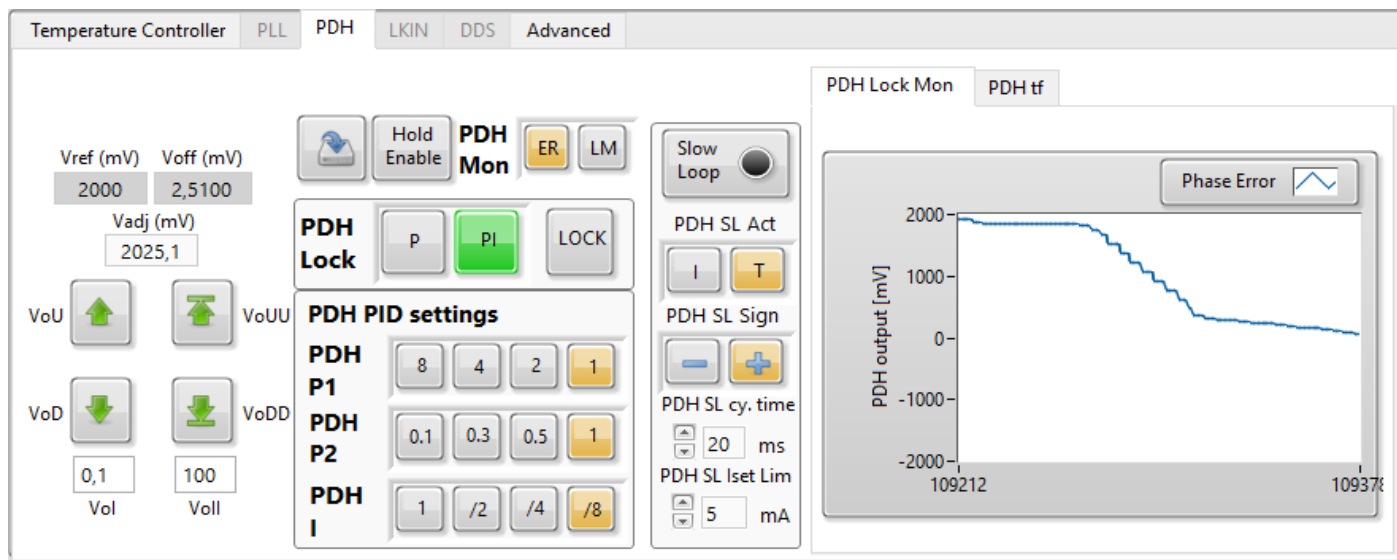 Temperature Controller PLL PDH LKIN DDS Advanced
Vref (mV) Voff (mV)
2000 2,5100
Vadj (mV)
2025,1
VoU VoUU
VoD VoDD
0,1 100
Vol Voll
Hold
Enable
PDH
Mon
ER LM
PDH
Lock
P PI LOCK
PDH PID settings
PDH
P1
8 4 2 1
PDH
P2
0.1 0.3 0.5 1
PDH
I
1 /2 /4 /8
Slow
Loop
PDH SL Act
I T
PDH SL Sign
PDH SL cy. time
20 ms
PDH SL Iset Lim
5 mA
PDH Lock Mon PDH tf
Phase Error
PDH output [mV]
2000
1000
0
-1000
-2000
109212 109378